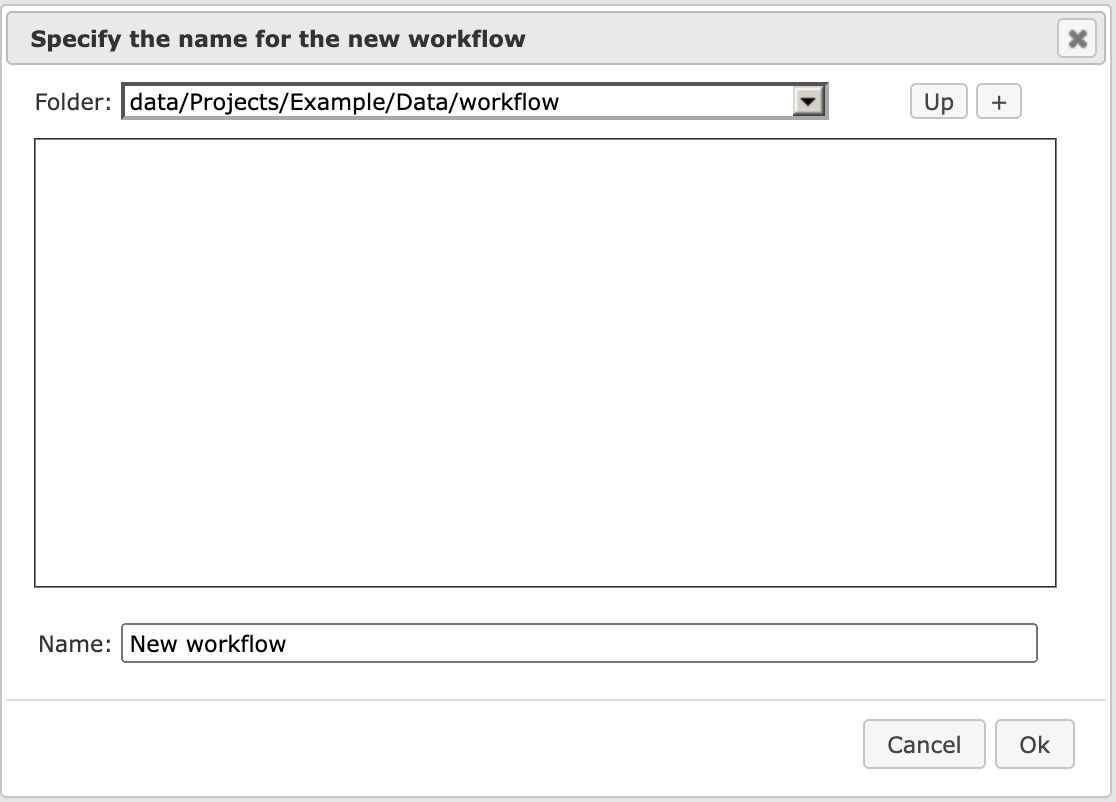 Specify the name for the new workflow
Folder: data/Projects/Example/Data/workflow Up +
Name: New workflow
Cancel Ok